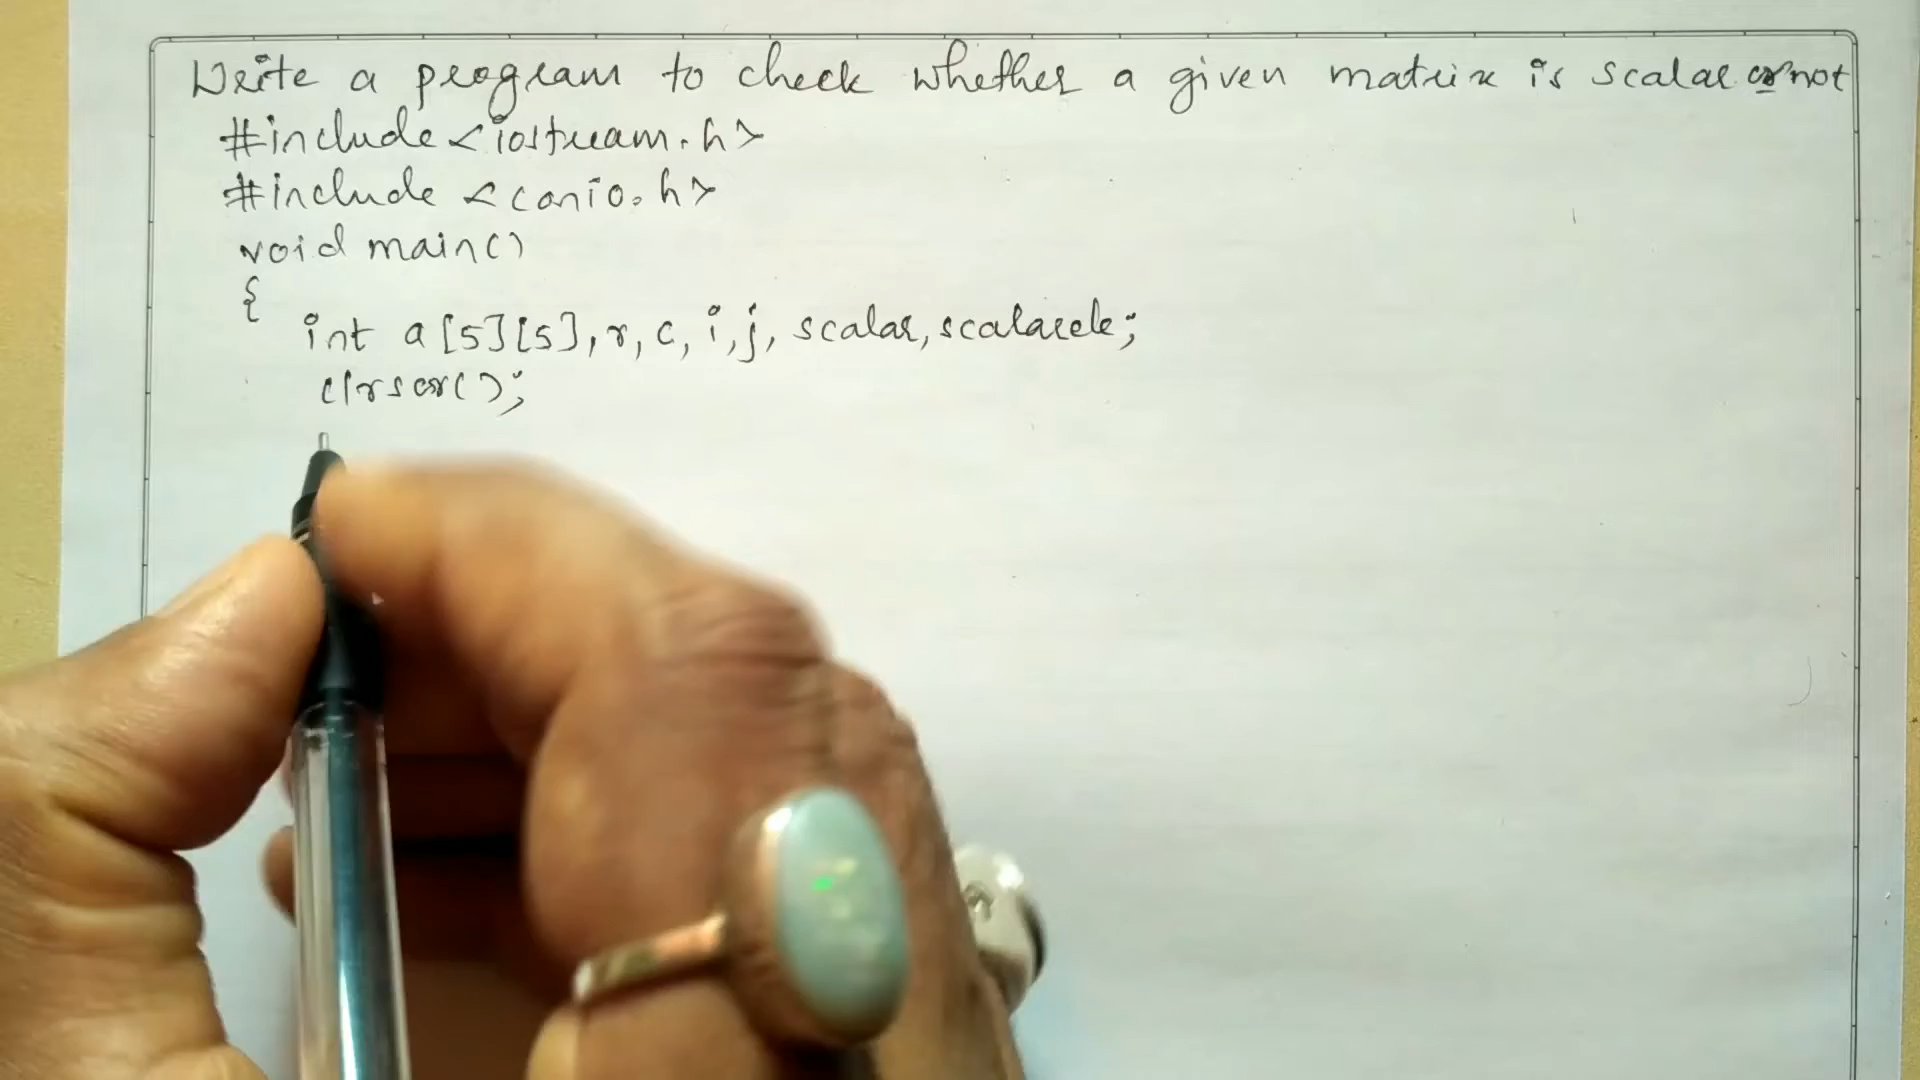 Write a program to check whether a given matrix is scalar or not
#include <iostream.h>
#include <conio.h>
void main()
{
int a[5][5], r, c, i, j, scalar, scalarele;
clrscr();